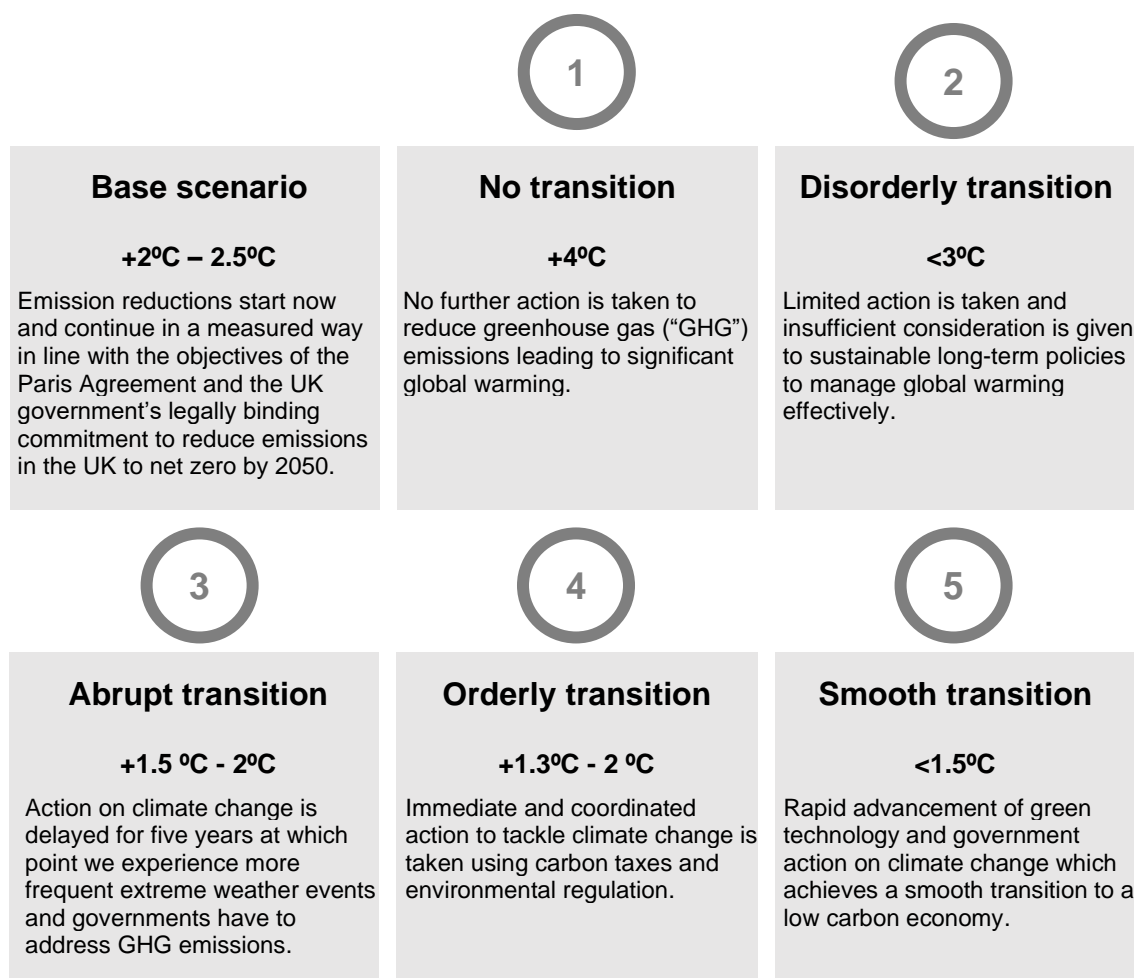 1
2
Base scenario
+2ºC – 2.5ºC
Emission reductions start now
and continue in a measured way
in line with the objectives of the
Paris Agreement and the UK
government’s legally binding
commitment to reduce emissions
in the UK to net zero by 2050.
No transition
+4ºC
No further action is taken to
reduce greenhouse gas (“GHG”)
emissions leading to significant
global warming.
Disorderly transition
<3ºC
Limited action is taken and
insufficient consideration is given
to sustainable long-term policies
to manage global warming
effectively.
3
4
5
Abrupt transition
+1.5 ºC - 2ºC
Action on climate change is
delayed for five years at which
point we experience more
frequent extreme weather events
and governments have to
address GHG emissions.
Orderly transition
+1.3ºC - 2 ºC
Immediate and coordinated
action to tackle climate change is
taken using carbon taxes and
environmental regulation.
Smooth transition
<1.5ºC
Rapid advancement of green
technology and government
action on climate change which
achieves a smooth transition to a
low carbon economy.